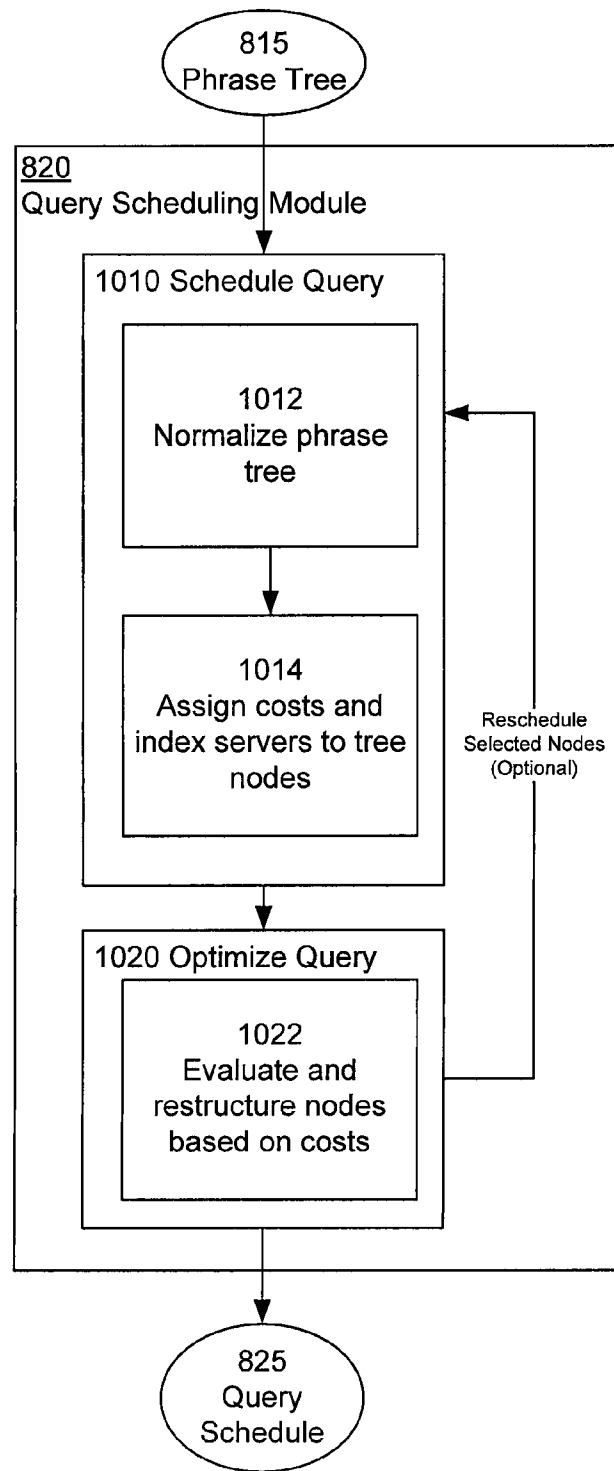 815
Phrase Tree
820
Query Scheduling Module
1010 Schedule Query
1012
Normalize phrase
tree
1014
Assign costs and
index servers to tree
nodes
Reschedule
Selected Nodes
(Optional)
1020 Optimize Query
1022
Evaluate and
restructure nodes
based on costs
825
Query
Schedule